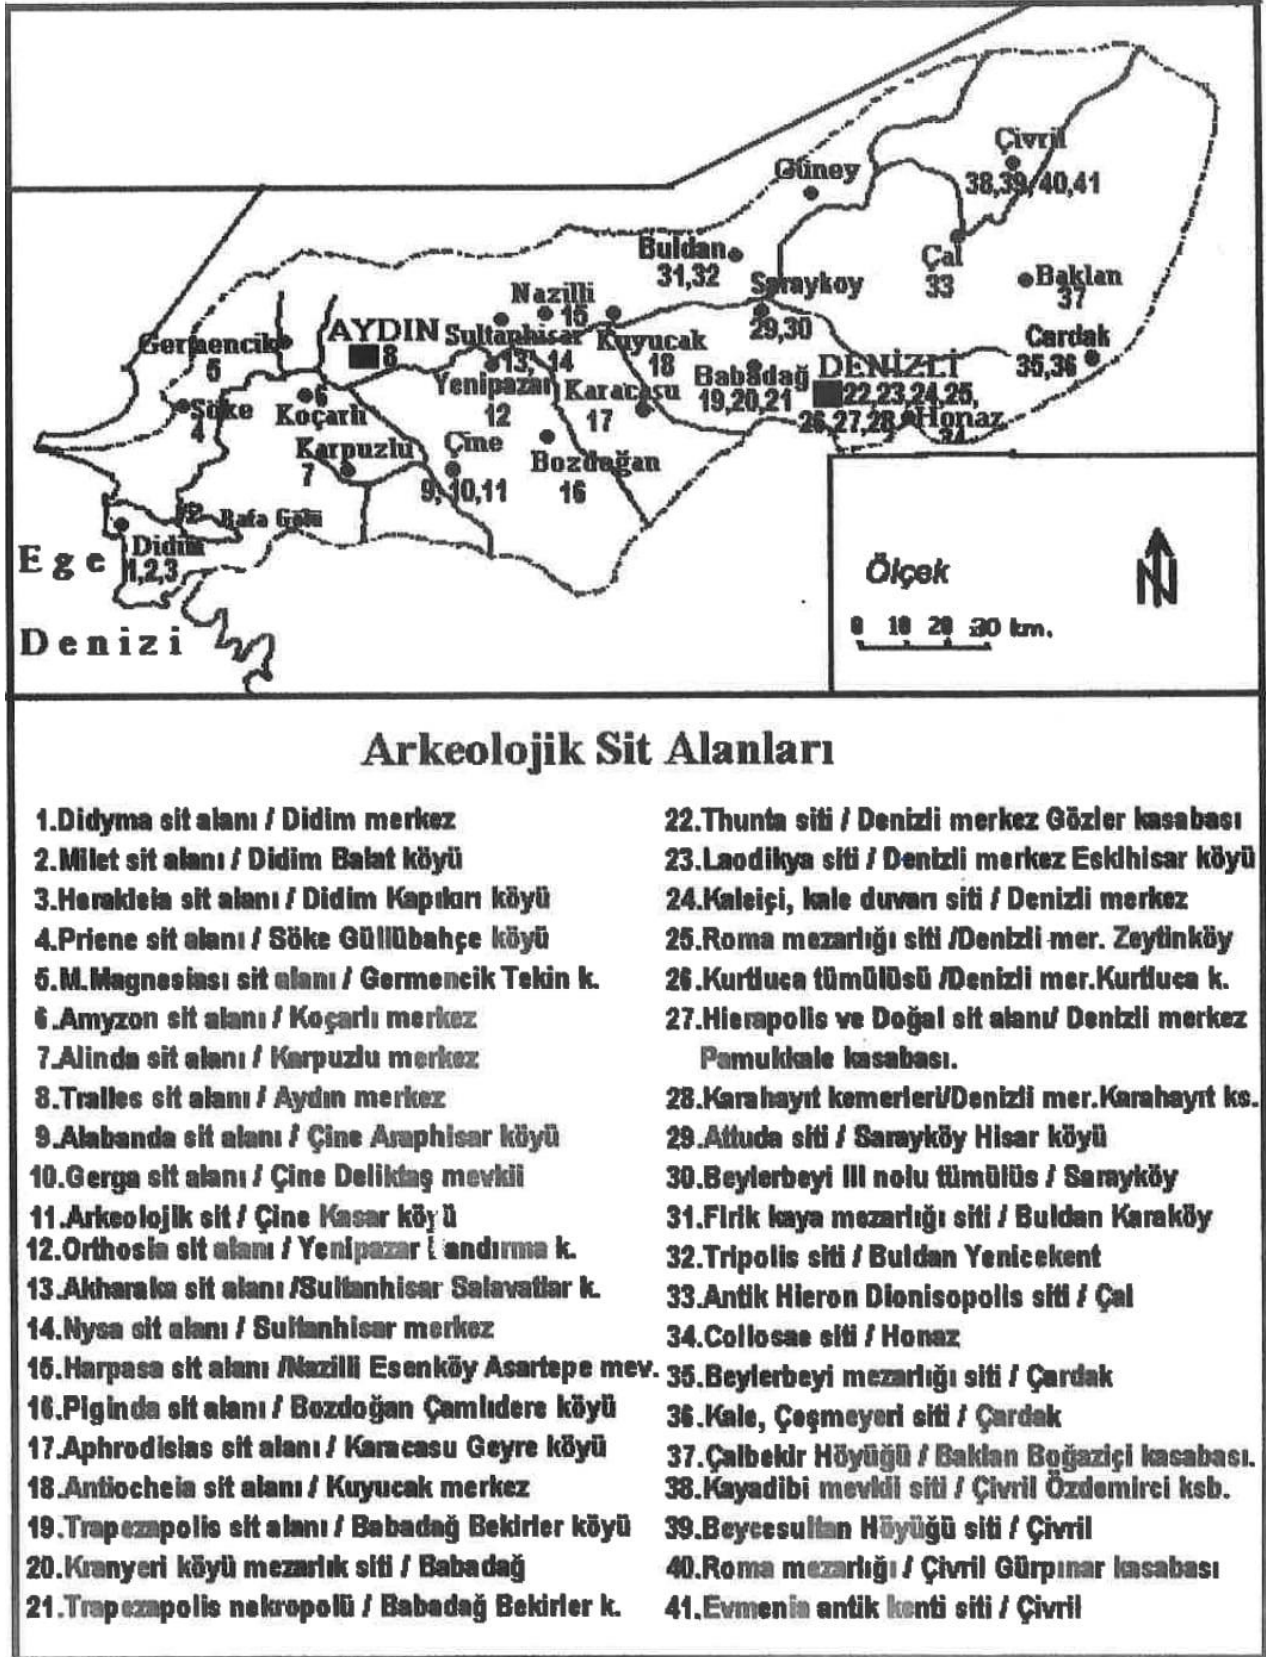 Çivril
38,39,40,41
Güney
Buldan
31,32
Çal
33
Baklan
37
Sarayköy
29,30
Nazilli
15
AYDIN
8
Sultanhisar
13, 14
Kuyucak
18
Germencik
5
Çardak
35,36
Babadağ
19,20,21
DENİZLİ
22,23,24,25,
26,27,28
Honaz
34
Yenipazar
12
Karacasu
17
Söke
4
6
Koçarlı
Karpuzlu
7
Çine
9,10,11
Bozdoğan
16
Bafa Gölü
Didim
1,2,3
Ege
Denizi
Ölçek
0 10 20 30 km.
N
Arkeolojik Sit Alanları
1.Didyma sit alanı / Didim merkez
2.Milet sit alanı / Didim Balat köyü
3.Herakleia sit alanı / Didim Kapıkırı köyü
4.Priene sit alanı / Söke Güllübahçe köyü
5.M.Magnesiası sit alanı / Germencik Tekin k.
6.Amyzon sit alanı / Koçarlı merkez
7.Alinda sit alanı / Karpuzlu merkez
8.Tralles sit alanı / Aydın merkez
9.Alabanda sit alanı / Çine Araphisar köyü
10.Gerga sit alanı / Çine Deliktaş mevkii
11.Arkeolojik sit / Çine Kasar köyü
12.Orthosia sit alanı / Yenipazar andırma k.
13.Akharaka sit alanı /Sultanhisar Salavatlar k.
14.Nysa sit alanı / Sultanhisar merkez
15.Harpasa sit alanı /Nazilli Esenköy Asartepe mev.
16.Piginda sit alanı / Bozdoğan Çamlıdere köyü
17.Aphrodisias sit alanı / Karacasu Geyre köyü
18.Antiocheia sit alanı / Kuyucak merkez
19.Trapezapolis sit alanı / Babadağ Bekirler köyü
20.Kranyeri köyü mezarlık siti / Babadağ
21.Trapezapolis nekropolü / Babadağ Bekirler k.
22.Thunta siti / Denizli merkez Gözler kasabası
23.Laodikya siti / Denizli merkez Eskihisar köyü
24.Kaleiçi, kale duvarı siti / Denizli merkez
25.Roma mezarlığı siti /Denizli mer. Zeytinköy
26.Kurtluca tümülüsü /Denizli mer.Kurtluca k.
27.Hierapolis ve Doğal sit alanı/ Denizli merkez
Pamukkale kasabası.
28.Karahayıt kemerleri/Denizli mer.Karahayıt ks.
29.Attuda siti / Sarayköy Hisar köyü
30.Beylerbeyi III nolu tümülüs / Sarayköy
31.Firik kaya mezarlığı siti / Buldan Karaköy
32.Tripolis siti / Buldan Yenicekent
33.Antik Hieron Dionisopolis siti / Çal
34.Collosae siti / Honaz
35.Beylerbeyi mezarlığı siti / Çardak
36.Kale, Çeşmeyeri siti / Çardak
37.Çalbekir Höyüğü / Baklan Boğaziçi kasabası.
38.Kayadibi mevkii siti / Çivril Özdemirci ksb.
39.Beycesultan Höyüğü siti / Çivril
40.Roma mezarlığı / Çivril Gürpınar kasabası
41.Evmenia antik kenti siti / Çivril